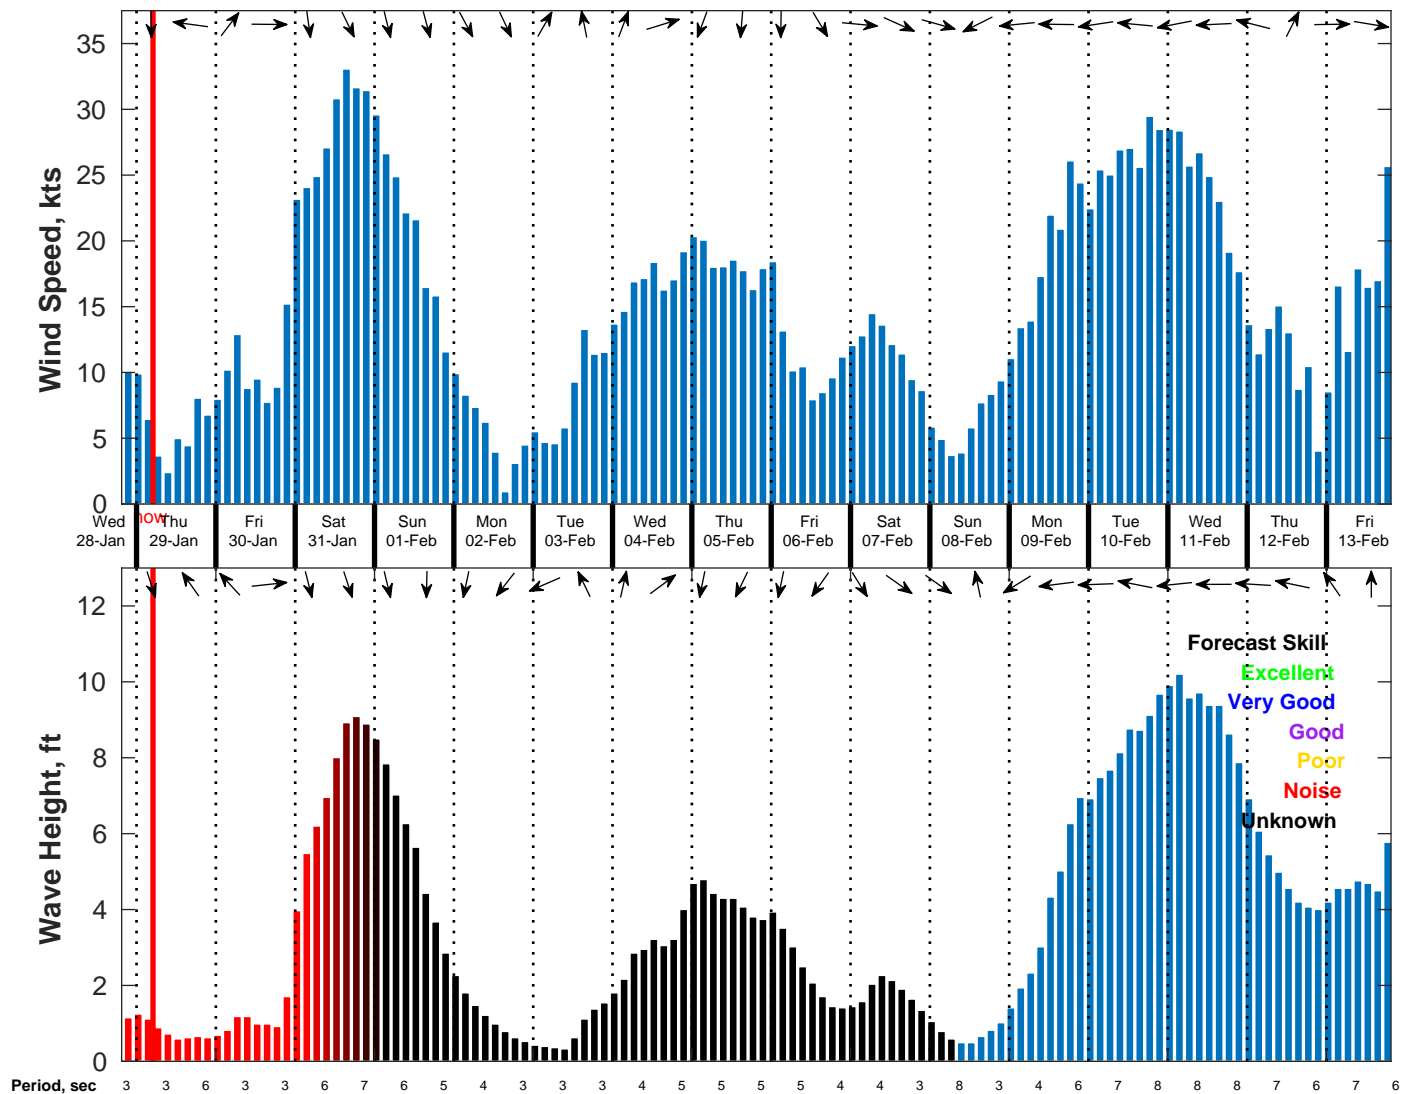 Wind Speed, kts
35
30
25
20
15
10
5
0
now
Wed Thu Fri Sat Sun Mon Tue Wed Thu Fri Sat Sun Mon Tue Wed Thu Fri
28-Jan 29-Jan 30-Jan 31-Jan 01-Feb 02-Feb 03-Feb 04-Feb 05-Feb 06-Feb 07-Feb 08-Feb 09-Feb 10-Feb 11-Feb 12-Feb 13-Feb
Wave Height, ft
12
10
8
6
4
2
0
Forecast Skill
Excellent
Very Good
Good
Poor
Noise
Unknown
Period, sec 3 3 6 3 3 6 7 6 5 4 3 3 3 4 5 5 5 5 4 4 3 8 3 4 6 7 8 8 8 7 6 7 6